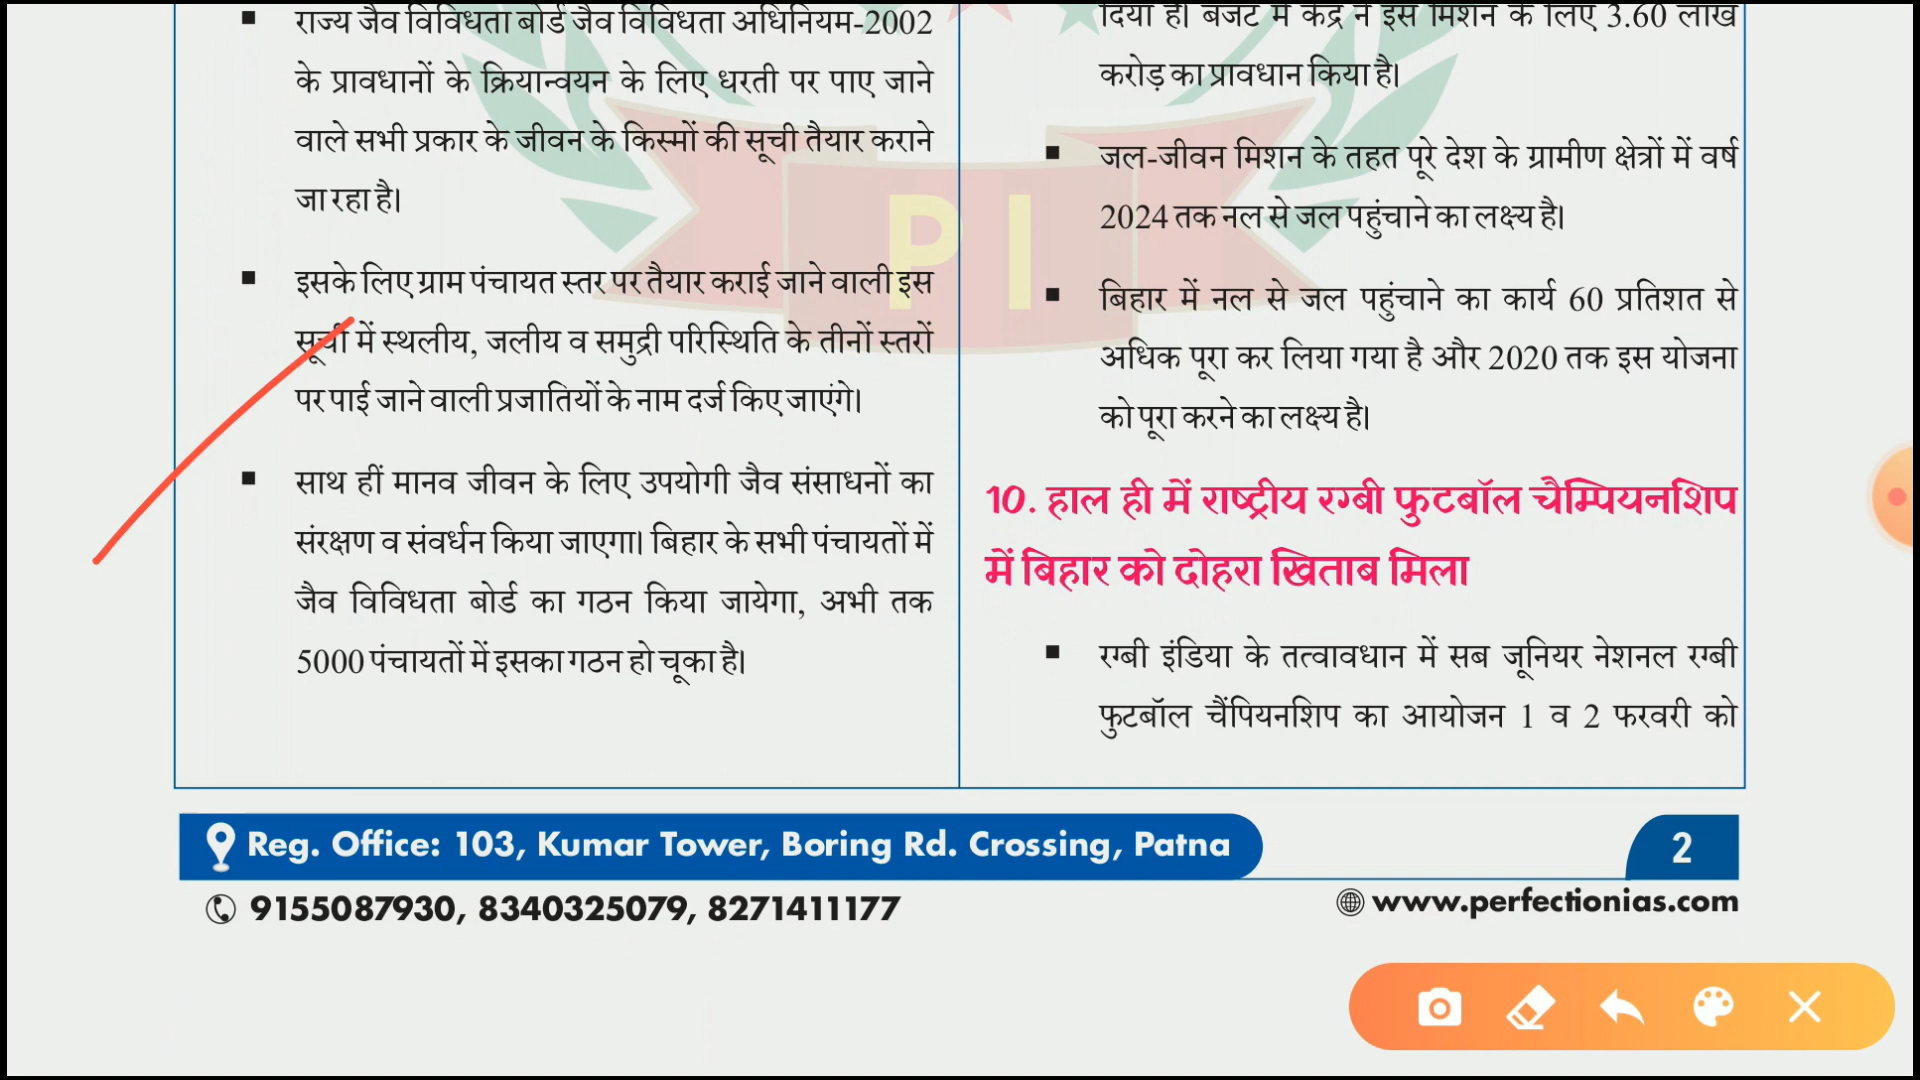 राज्य जैव विविधता बोर्ड जैव विविधता अधिनियम-2002
के प्रावधानों के क्रियान्वयन के लिए धरती पर पाए जाने
वाले सभी प्रकार के जीवन के किस्मों की सूची तैयार कराने
जा रहा है।
इसके लिए ग्राम पंचायत स्तर पर तैयार कराई जाने वाली इस
सूची में स्थलीय, जलीय व समुद्री परिस्थिति के तीनों स्तरों
पर पाई जाने वाली प्रजातियों के नाम दर्ज किए जाएंगे।
साथ हीं मानव जीवन के लिए उपयोगी जैव संसाधनों का
संरक्षण व संवर्धन किया जाएगा। बिहार के सभी पंचायतों में
जैव विविधता बोर्ड का गठन किया जायेगा, अभी तक
5000 पंचायतों में इसका गठन हो चूका है।
दिया है। बजट में केंद्र ने इस मिशन के लिए 3.60 लाख
करोड़ का प्रावधान किया है।
जल-जीवन मिशन के तहत पूरे देश के ग्रामीण क्षेत्रों में वर्ष
2024 तक नल से जल पहुंचाने का लक्ष्य है।
बिहार में नल से जल पहुंचाने का कार्य 60 प्रतिशत से
अधिक पूरा कर लिया गया है और 2020 तक इस योजना
को पूरा करने का लक्ष्य है।
10. हाल ही में राष्ट्रीय रग्बी फुटबॉल चैम्पियनशिप
में बिहार को दोहरा खिताब मिला
रग्बी इंडिया के तत्वावधान में सब जूनियर नेशनल रग्बी
फुटबॉल चैंपियनशिप का आयोजन 1 व 2 फरवरी को
PI
Reg. Office: 103, Kumar Tower, Boring Rd. Crossing, Patna
2
9155087930, 8340325079, 8271411177
www.perfectionias.com